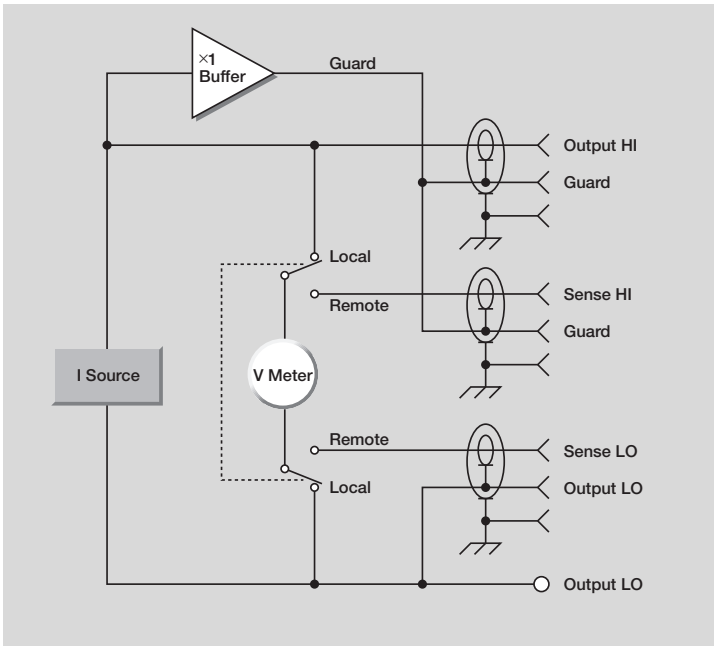 ×1
Buffer
Guard
Output HI
Guard
Local
Sense HI
Remote
Guard
I Source
V Meter
Remote
Sense LO
Local
Output LO
Output LO